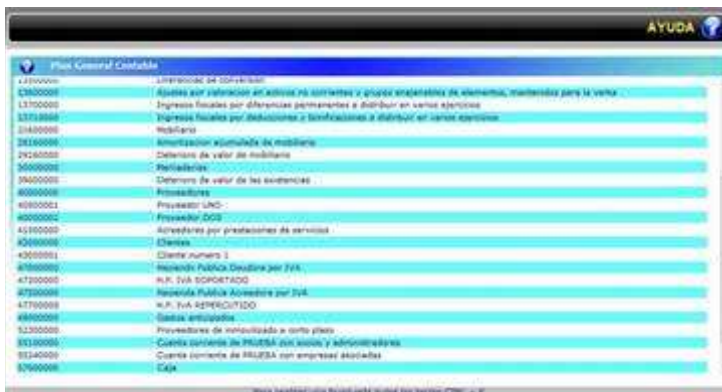 AYUDA
Plan General Contable
Diferencias de conversion
13600000 Ajustes por valoracion en activos no corrientes y grupos enajenables de elementos, mantenidos para la venta
13700000 Ingresos fiscales por diferencias permanentes a distribuir en varios ejercicios
13710000 Ingresos fiscales por deducciones y bonificaciones a distribuir en varios ejercicios
21600000 Mobiliario
28160000 Amortizacion acumulada de mobiliario
29160000 Deterioro de valor de mobiliario
30000000 Mercaderias
39000000 Deterioro de valor de las existencias
40000000 Proveedores
40000001 Proveedor UNO
40000002 Proveedor DOS
41000000 Acreedores por prestaciones de servicios
43000000 Clientes
43000001 Cliente numero 1
47000000 Hacienda Publica Deudora por IVA
47200000 H.P. IVA SOPORTADO
47500000 Hacienda Publica Acreedora por IVA
47700000 H.P. IVA REPERCUTIDO
48000000 Gastos anticipados
52300000 Proveedores de inmovilizado a corto plazo
55100000 Cuenta corriente de PRUEBA con socios y administradores
55240000 Cuenta corriente de PRUEBA con empresas asociadas
57000000 Caja